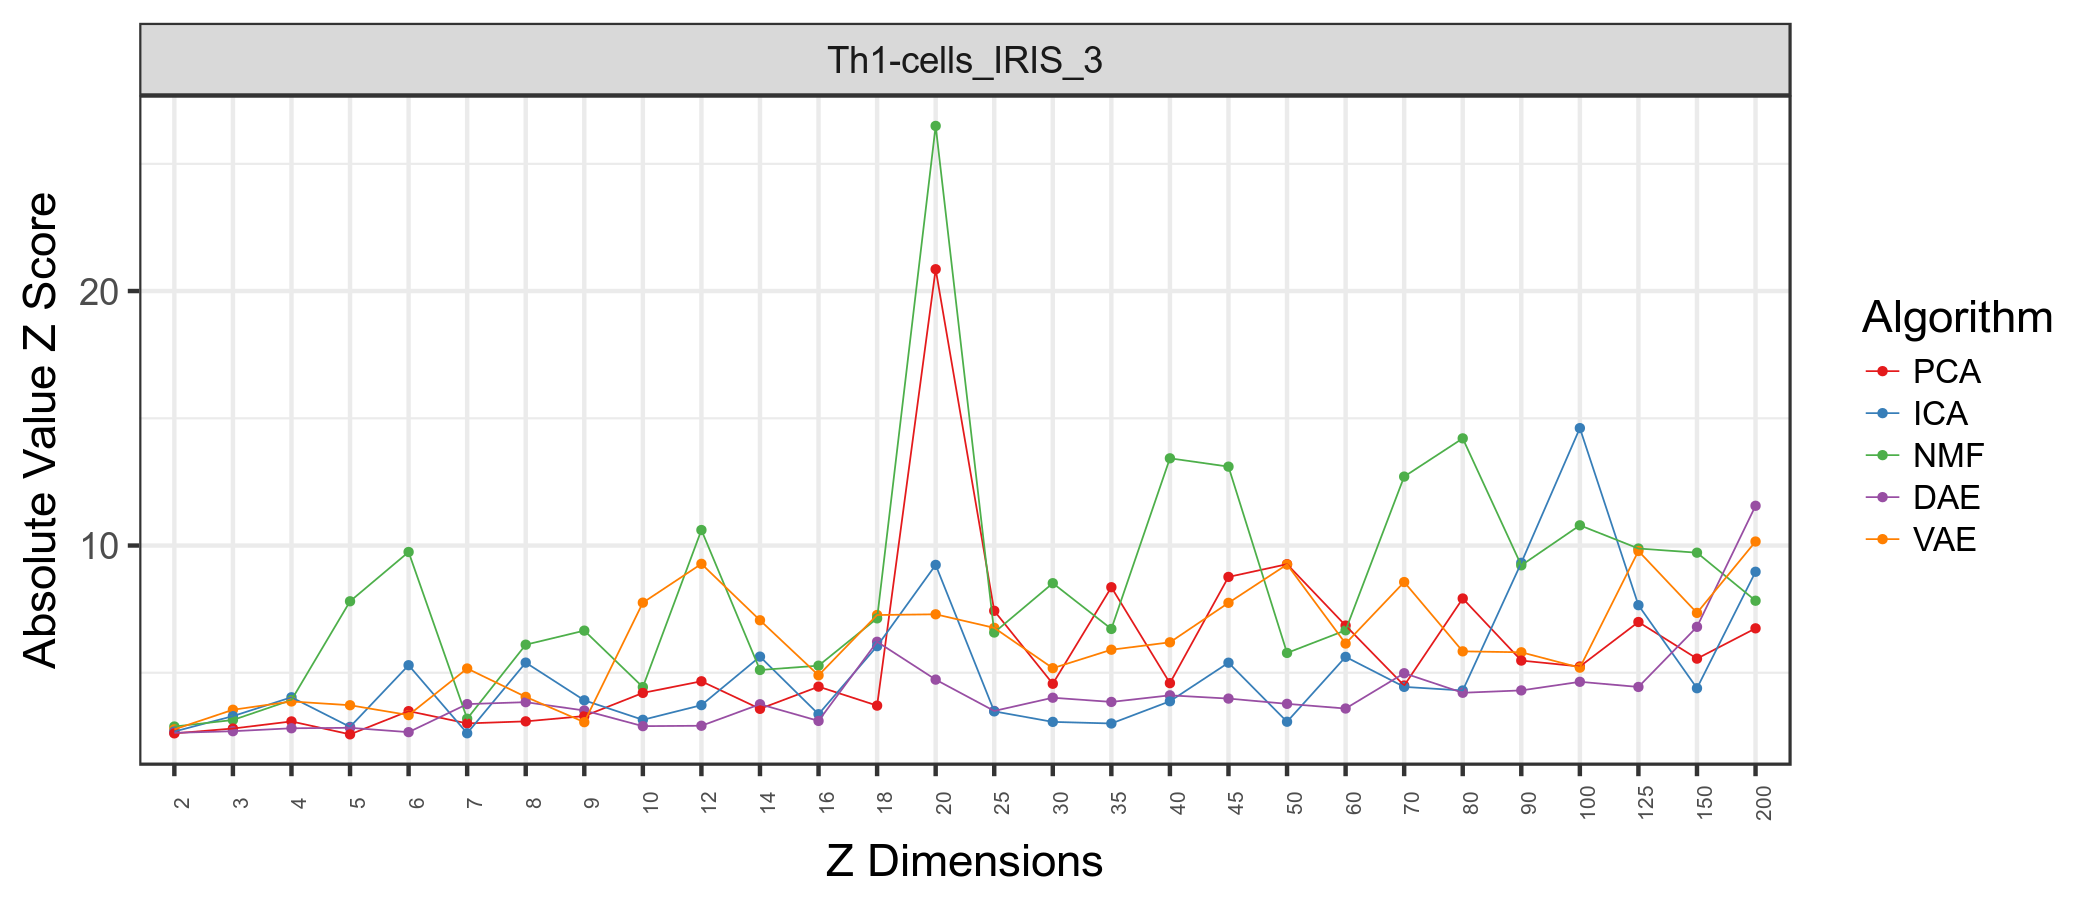 Th1-cells_IRIS_3
Absolute Value Z Score
20
10
2 3 4 5 6 7 8 9 10 12 14 16 18 20 25 30 35 40 45 50 60 70 80 90 100 125 150 200
Z Dimensions
Algorithm
PCA
ICA
NMF
DAE
VAE